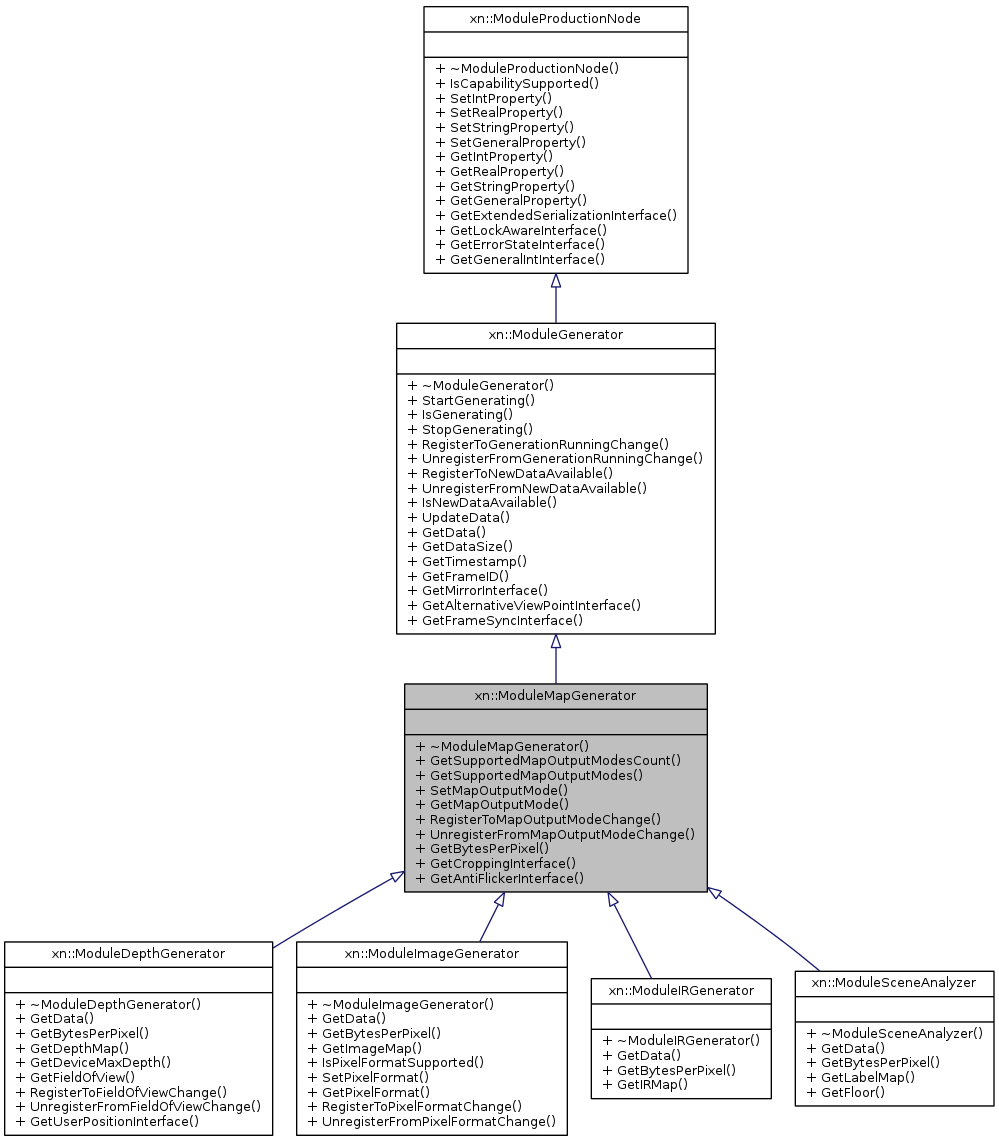 xn::ModuleProductionNode
+ ~ModuleProductionNode()
+ IsCapabilitySupported()
+ SetIntProperty()
+ SetRealProperty()
+ SetStringProperty()
+ SetGeneralProperty()
+ GetIntProperty()
+ GetRealProperty()
+ GetStringProperty()
+ GetGeneralProperty()
+ GetExtendedSerializationInterface()
+ GetLockAwareInterface()
+ GetErrorStateInterface()
+ GetGeneralIntInterface()
xn::ModuleGenerator
+ ~ModuleGenerator()
+ StartGenerating()
+ IsGenerating()
+ StopGenerating()
+ RegisterToGenerationRunningChange()
+ UnregisterFromGenerationRunningChange()
+ RegisterToNewDataAvailable()
+ UnregisterFromNewDataAvailable()
+ IsNewDataAvailable()
+ UpdateData()
+ GetData()
+ GetDataSize()
+ GetTimestamp()
+ GetFrameID()
+ GetMirrorInterface()
+ GetAlternativeViewPointInterface()
+ GetFrameSyncInterface()
xn::ModuleMapGenerator
+ ~ModuleMapGenerator()
+ GetSupportedMapOutputModesCount()
+ GetSupportedMapOutputModes()
+ SetMapOutputMode()
+ GetMapOutputMode()
+ RegisterToMapOutputModeChange()
+ UnregisterFromMapOutputModeChange()
+ GetBytesPerPixel()
+ GetCroppingInterface()
+ GetAntiFlickerInterface()
xn::ModuleDepthGenerator
+ ~ModuleDepthGenerator()
+ GetData()
+ GetBytesPerPixel()
+ GetDepthMap()
+ GetDeviceMaxDepth()
+ GetFieldOfView()
+ RegisterToFieldOfViewChange()
+ UnregisterFromFieldOfViewChange()
+ GetUserPositionInterface()
xn::ModuleImageGenerator
+ ~ModuleImageGenerator()
+ GetData()
+ GetBytesPerPixel()
+ GetImageMap()
+ IsPixelFormatSupported()
+ SetPixelFormat()
+ GetPixelFormat()
+ RegisterToPixelFormatChange()
+ UnregisterFromPixelFormatChange()
xn::ModuleIRGenerator
+ ~ModuleIRGenerator()
+ GetData()
+ GetBytesPerPixel()
+ GetIRMap()
xn::ModuleSceneAnalyzer
+ ~ModuleSceneAnalyzer()
+ GetData()
+ GetBytesPerPixel()
+ GetLabelMap()
+ GetFloor()